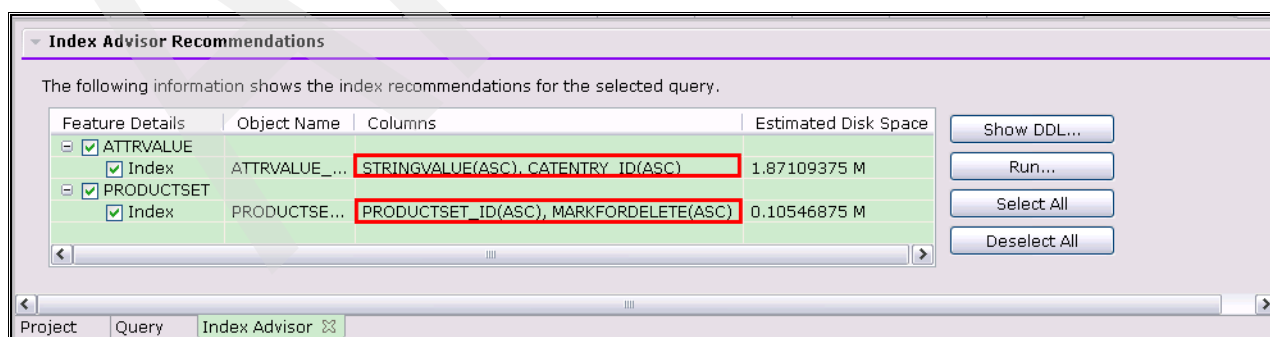 Index Advisor Recommendations
The following information shows the index recommendations for the selected query.
Feature Details Object Name Columns Estimated Disk Space
ATTRVALUE
Index ATTRVALUE_... STRINGVALUE(ASC), CATENTRY_ID(ASC) 1.87109375 M
PRODUCTSET
Index PRODUCTSE... PRODUCTSET_ID(ASC), MARKFORDELETE(ASC) 0.10546875 M
Show DDL...
Run...
Select All
Deselect All
Project Query Index Advisor